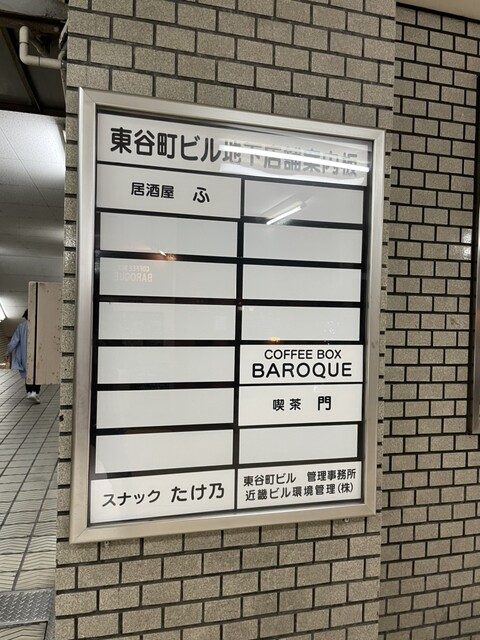 東谷町ビル地下店舗案内板
居酒屋 ふ
COFFEE BOX
BAROQUE
喫茶 門
スナック たけ乃
東谷町ビル 管理事務所
近畿ビル環境管理(株)